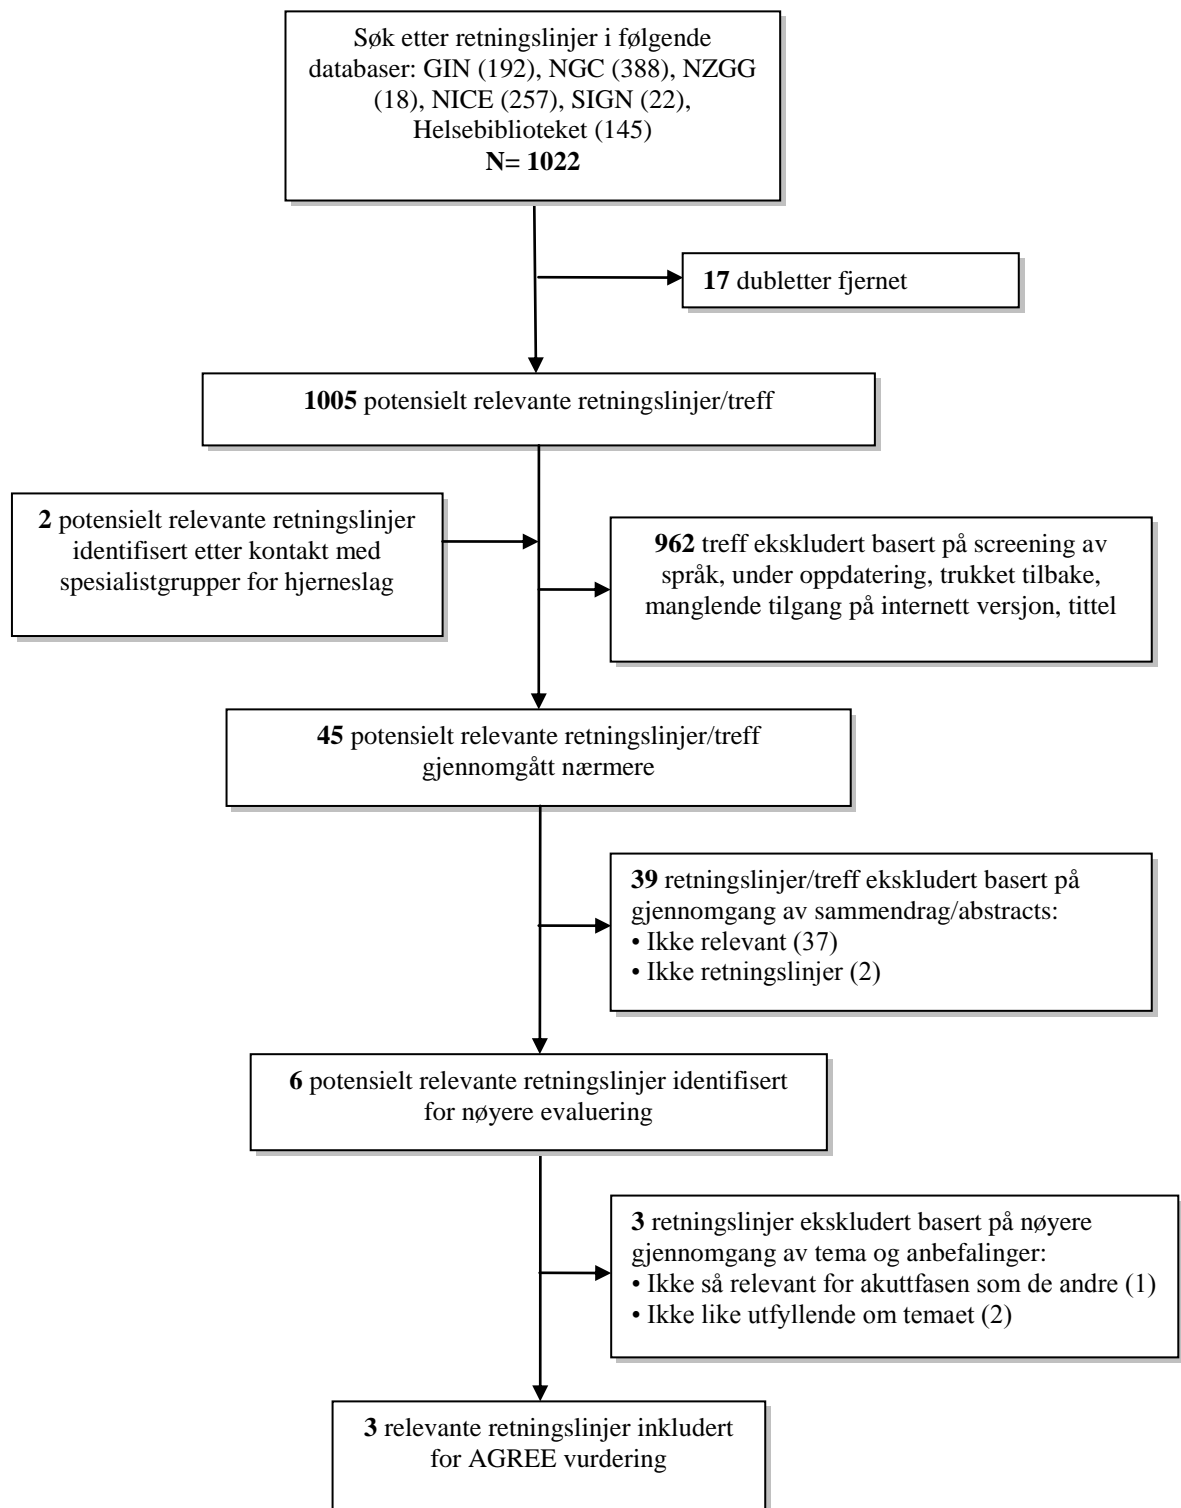 Søk etter retningslinjer i følgende
databaser: GIN (192), NGC (388), NZGG
(18), NICE (257), SIGN (22),
Helsebiblioteket (145)
N= 1022
17 dubletter fjernet
1005 potensielt relevante retningslinjer/treff
2 potensielt relevante retningslinjer
identifisert etter kontakt med
spesialistgrupper for hjerneslag
962 treff ekskludert basert på screening av
språk, under oppdatering, trukket tilbake,
manglende tilgang på internett versjon, tittel
45 potensielt relevante retningslinjer/treff
gjennomgått nærmere
39 retningslinjer/treff ekskludert basert på
gjennomgang av sammendrag/abstracts:
• Ikke relevant (37)
• Ikke retningslinjer (2)
6 potensielt relevante retningslinjer identifisert
for nøyere evaluering
3 retningslinjer ekskludert basert på nøyere
gjennomgang av tema og anbefalinger:
• Ikke så relevant for akuttfasen som de andre (1)
• Ikke like utfyllende om temaet (2)
3 relevante retningslinjer inkludert
for AGREE vurdering